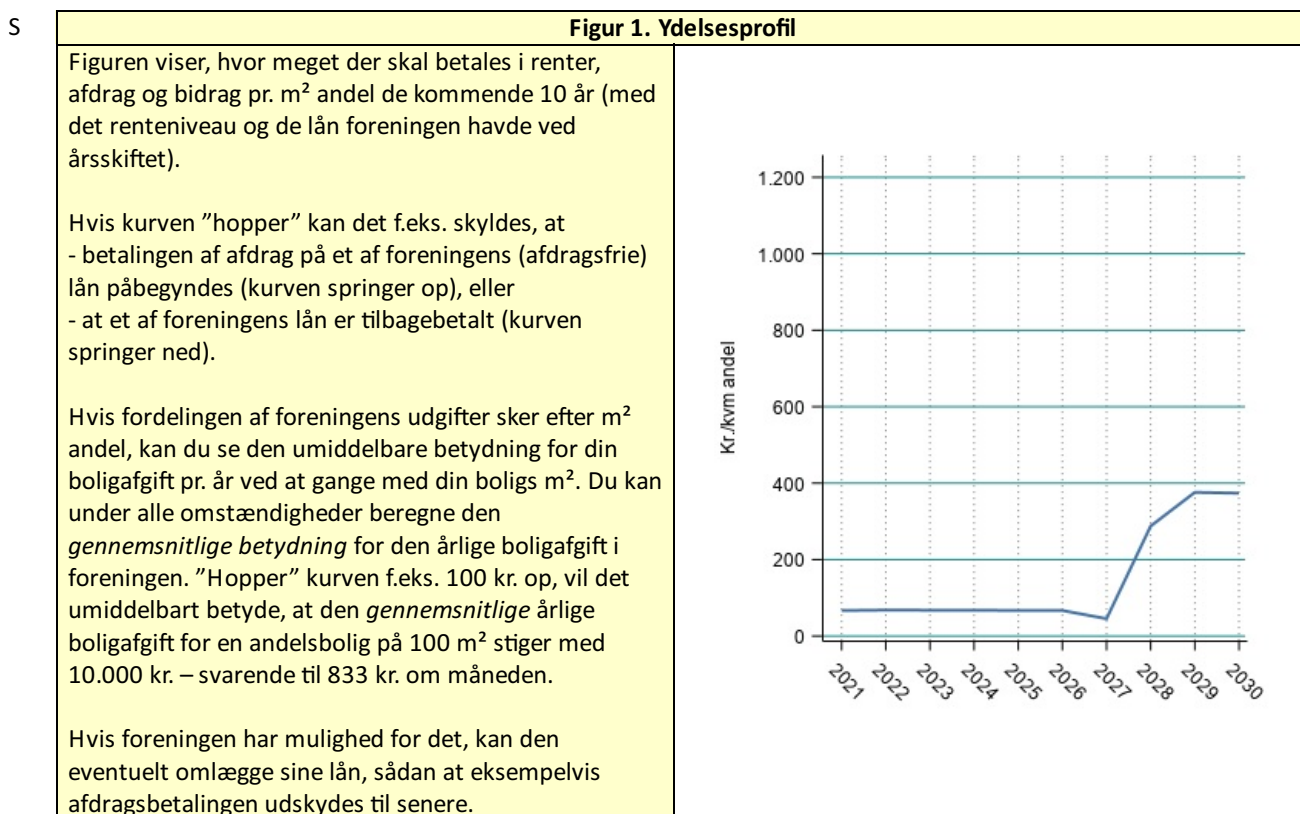 S
Figur 1. Ydelsesprofil
Figuren viser, hvor meget der skal betales i renter,
afdrag og bidrag pr. m² andel de kommende 10 år (med
det renteniveau og de lån foreningen havde ved
årsskiftet).
Hvis kurven ”hopper” kan det f.eks. skyldes, at
- betalingen af afdrag på et af foreningens (afdragsfrie)
lån påbegyndes (kurven springer op), eller
- at et af foreningens lån er tilbagebetalt (kurven
springer ned).
Hvis fordelingen af foreningens udgifter sker efter m²
andel, kan du se den umiddelbare betydning for din
boligafgift pr. år ved at gange med din boligs m². Du kan
under alle omstændigheder beregne den
gennemsnitlige betydning for den årlige boligafgift i
foreningen. ”Hopper” kurven f.eks. 100 kr. op, vil det
umiddelbart betyde, at den gennemsnitlige årlige
boligafgift for en andelsbolig på 100 m² stiger med
10.000 kr. – svarende til 833 kr. om måneden.
Hvis foreningen har mulighed for det, kan den
eventuelt omlægge sine lån, sådan at eksempelvis
afdragsbetalingen udskydes til senere.
Kr./kvm andel
1.200
1.000
800
600
400
200
0
2021
2022
2023
2024
2025
2026
2027
2028
2029
2030